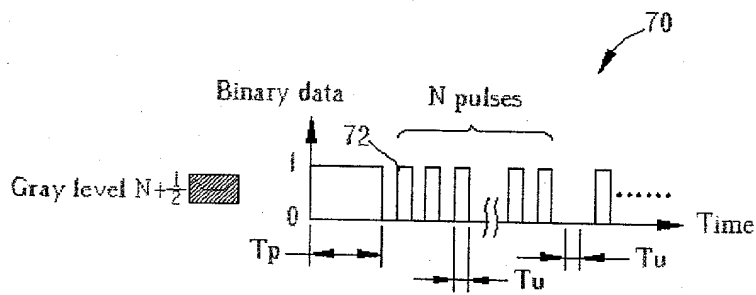 70
Binary data
N pulses
72
1
Gray level N+1/2
0
Time
Tp
Tu
Tu